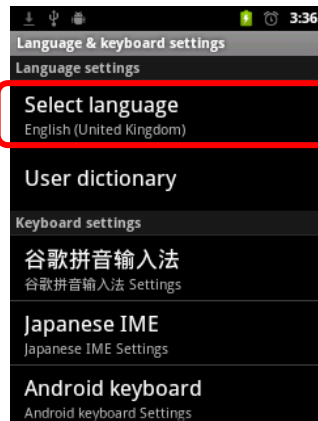 3:36
Language & keyboard settings
Language settings
Select language
English (United Kingdom)
User dictionary
Keyboard settings
谷歌拼音输入法
谷歌拼音输入法 Settings
Japanese IME
Japanese IME Settings
Android keyboard
Android keyboard Settings